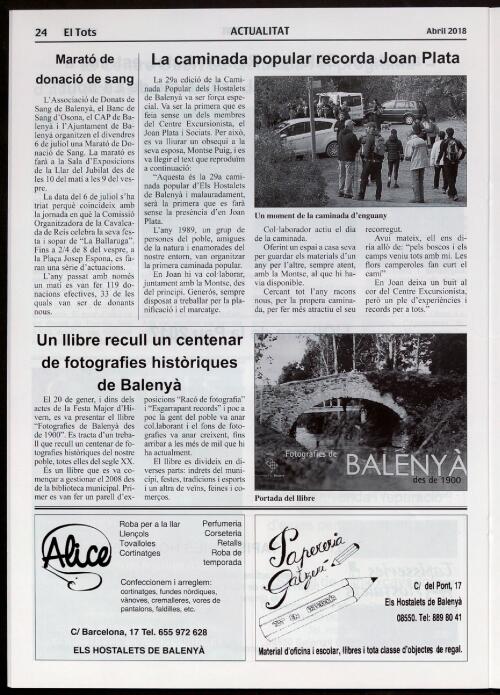 24 El Tots
ACTUALITAT
Abril 2018
Marató de
donació de sang
L'Associació de Donats de
Sang de Balenyà, el Banc de
Sang d'Osona, el CAP de Ba-
lenyà i l'Ajuntament de Ba-
lenyà organitzen el divendres
6 de juliol una Marató de Do-
nació de Sang. La marató es
farà a la Sala d'Exposicions
de la Llar del Jubilat des de
les 10 del matí a les 9 del ves-
pre.
La data del 6 de juliol s'ha
triat perquè coincideix amb
la jornada en què la Comissió
Organitzadora de la Cavalca-
da de Reis celebra la seva fes-
ta i sopar de "La Ballaruga".
Fins a 2/4 de 8 del vespre, a
la Plaça Josep Espona, es fa-
ran una sèrie d'actuacions.
L'any passat amb només
un matí es van fer 119 do-
nacions efectives, 33 de les
quals van ser de donants
nous.
La caminada popular recorda Joan Plata
La 29a edició de la Cami-
nada Popular dels Hostalets
de Balenyà va ser força espe-
cial. Va ser la primera que es
feia sense un dels membres
del Centre Excursionista, el
Joan Plata i Sociats. Per això,
es va lliurar un obsequi a la
seva esposa, Montse Puig, i es
va llegir el text que reproduïm
a continuació:
"Aquesta és la 29a cami-
nada popular d'Els Hostalets
de Balenyà i malauradament,
serà la primera que es farà
sense la presència d'en Joan
Plata.
L'any 1989, un grup de
persones del poble, amigues
de la natura i enamorades del
nostre entorn, van organitzar
la primera caminada popular.
En Joan hi va col·laborar,
juntament amb la Montse, des
del principi. Generós, sempre
disposat a treballar per la pla-
nificació i el marcatge.
Un moment de la caminada d'enguany
Col·laborador actiu el dia
de la caminada.
Oferint un espai a casa seva
per guardar els materials d'un
any per l'altre, sempre atent,
amb la Montse, al que hi ha-
via disponible.
Cercant tot l'any racons
nous, per la propera camina-
da, per fer més atractiu el seu
recorregut.
Avui mateix, ell ens di-
ria allò de: "pels boscos i els
camps veniu tots amb mi. Les
flors camperoles fan curt el
camí"
En Joan deixa un buit al
cor del Centre Excursionista,
però un ple d'experiències i
records per a tots."
Un llibre recull un centenar
de fotografies històriques
de Balenyà
El 20 de gener, i dins dels
actes de la Festa Major d'Hi-
vern, es va presentar el llibre
"Fotografies de Balenyà des
de 1900". Es tracta d'un treba-
ll que recull un centenar de fo-
tografies històriques del nostre
poble, totes elles del segle XX.
És un llibre que es va co-
mençar a gestionar el 2008 des
de la biblioteca municipal. Pri-
mer es van fer un parell d'ex-
posicions "Racó de fotografia"
i "Esgarrapant records" i poc a
poc la gent del poble va anar
col.laborant i el fons de foto-
grafies va anar creixent, fins
arribar a les més de mil que hi
ha actualment.
El llibre es divideix en di-
verses parts: indrets del muni-
cipi, festes, tradicions i esports
i un altra de veïns, feines i co-
merços.
Fotografies de
BALENYÀ
des de 1900
Portada del llibre
Alice
Roba per a la llar
Llençols
Tovalloles
Cortinatges
Perfumeria
Corseteria
Retalls
Roba de
temporada
Confeccionem i arreglem:
cortinatges, fundes nòrdiques,
vànoves, cremalleres, vores de
pantalons, faldilles, etc.
C/ Barcelona, 17 Tel. 655 972 628
ELS HOSTALETS DE BALENYÀ
Papereria
C/ del Pont, 17
Els Hostalets de Balenyà
08550. Tel: 889 80 41
Material d'oficina i escolar, llibres i tota classe d'objectes de regal.